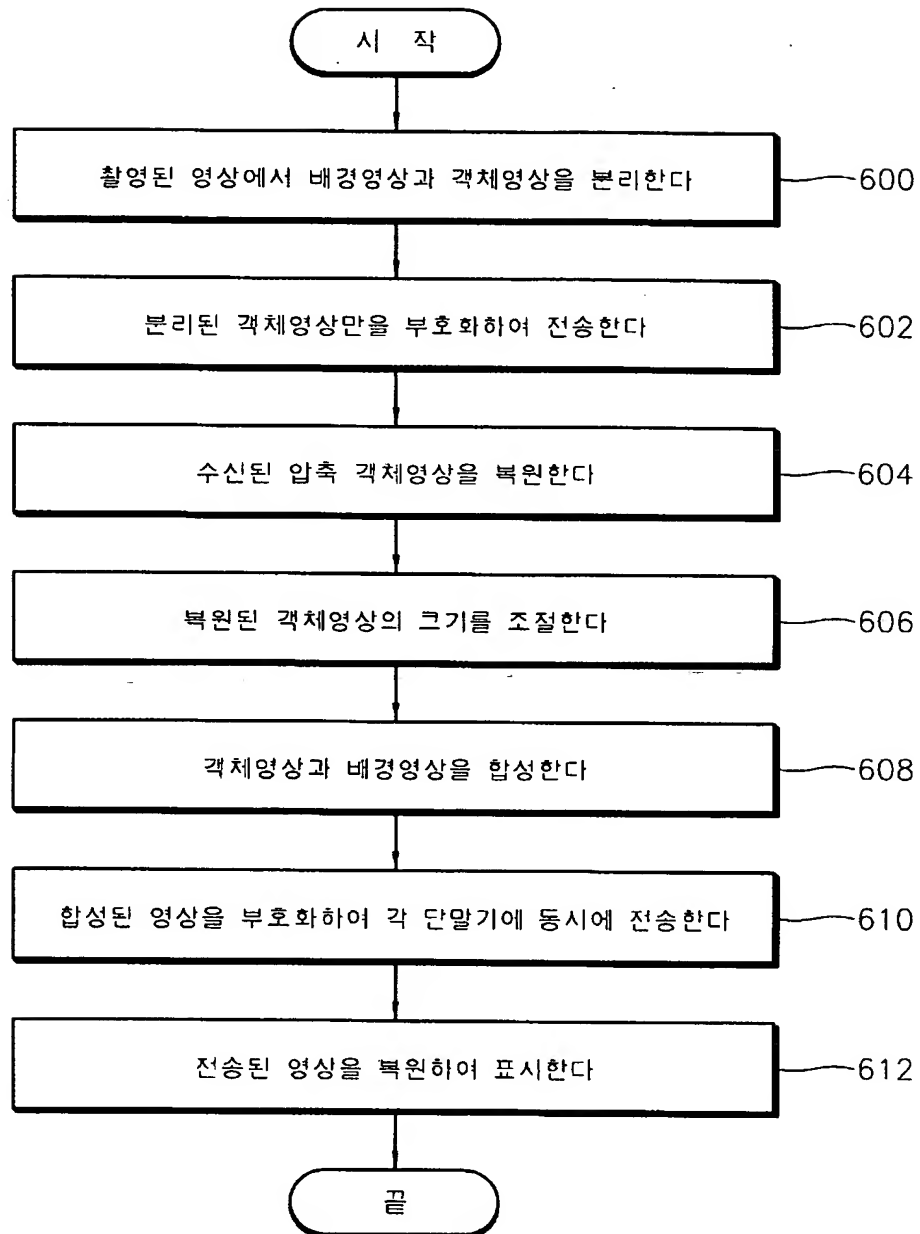 시 작
촬영된 영상에서 배경영상과 객체영상을 분리한다
600
분리된 객체영상만을 부호화하여 전송한다
602
수신된 압축 객체영상을 복원한다
604
복원된 객체영상의 크기를 조절한다
606
객체영상과 배경영상을 합성한다
608
합성된 영상을 부호화하여 각 단말기에 동시에 전송한다
610
전송된 영상을 복원하여 표시한다
612
끝